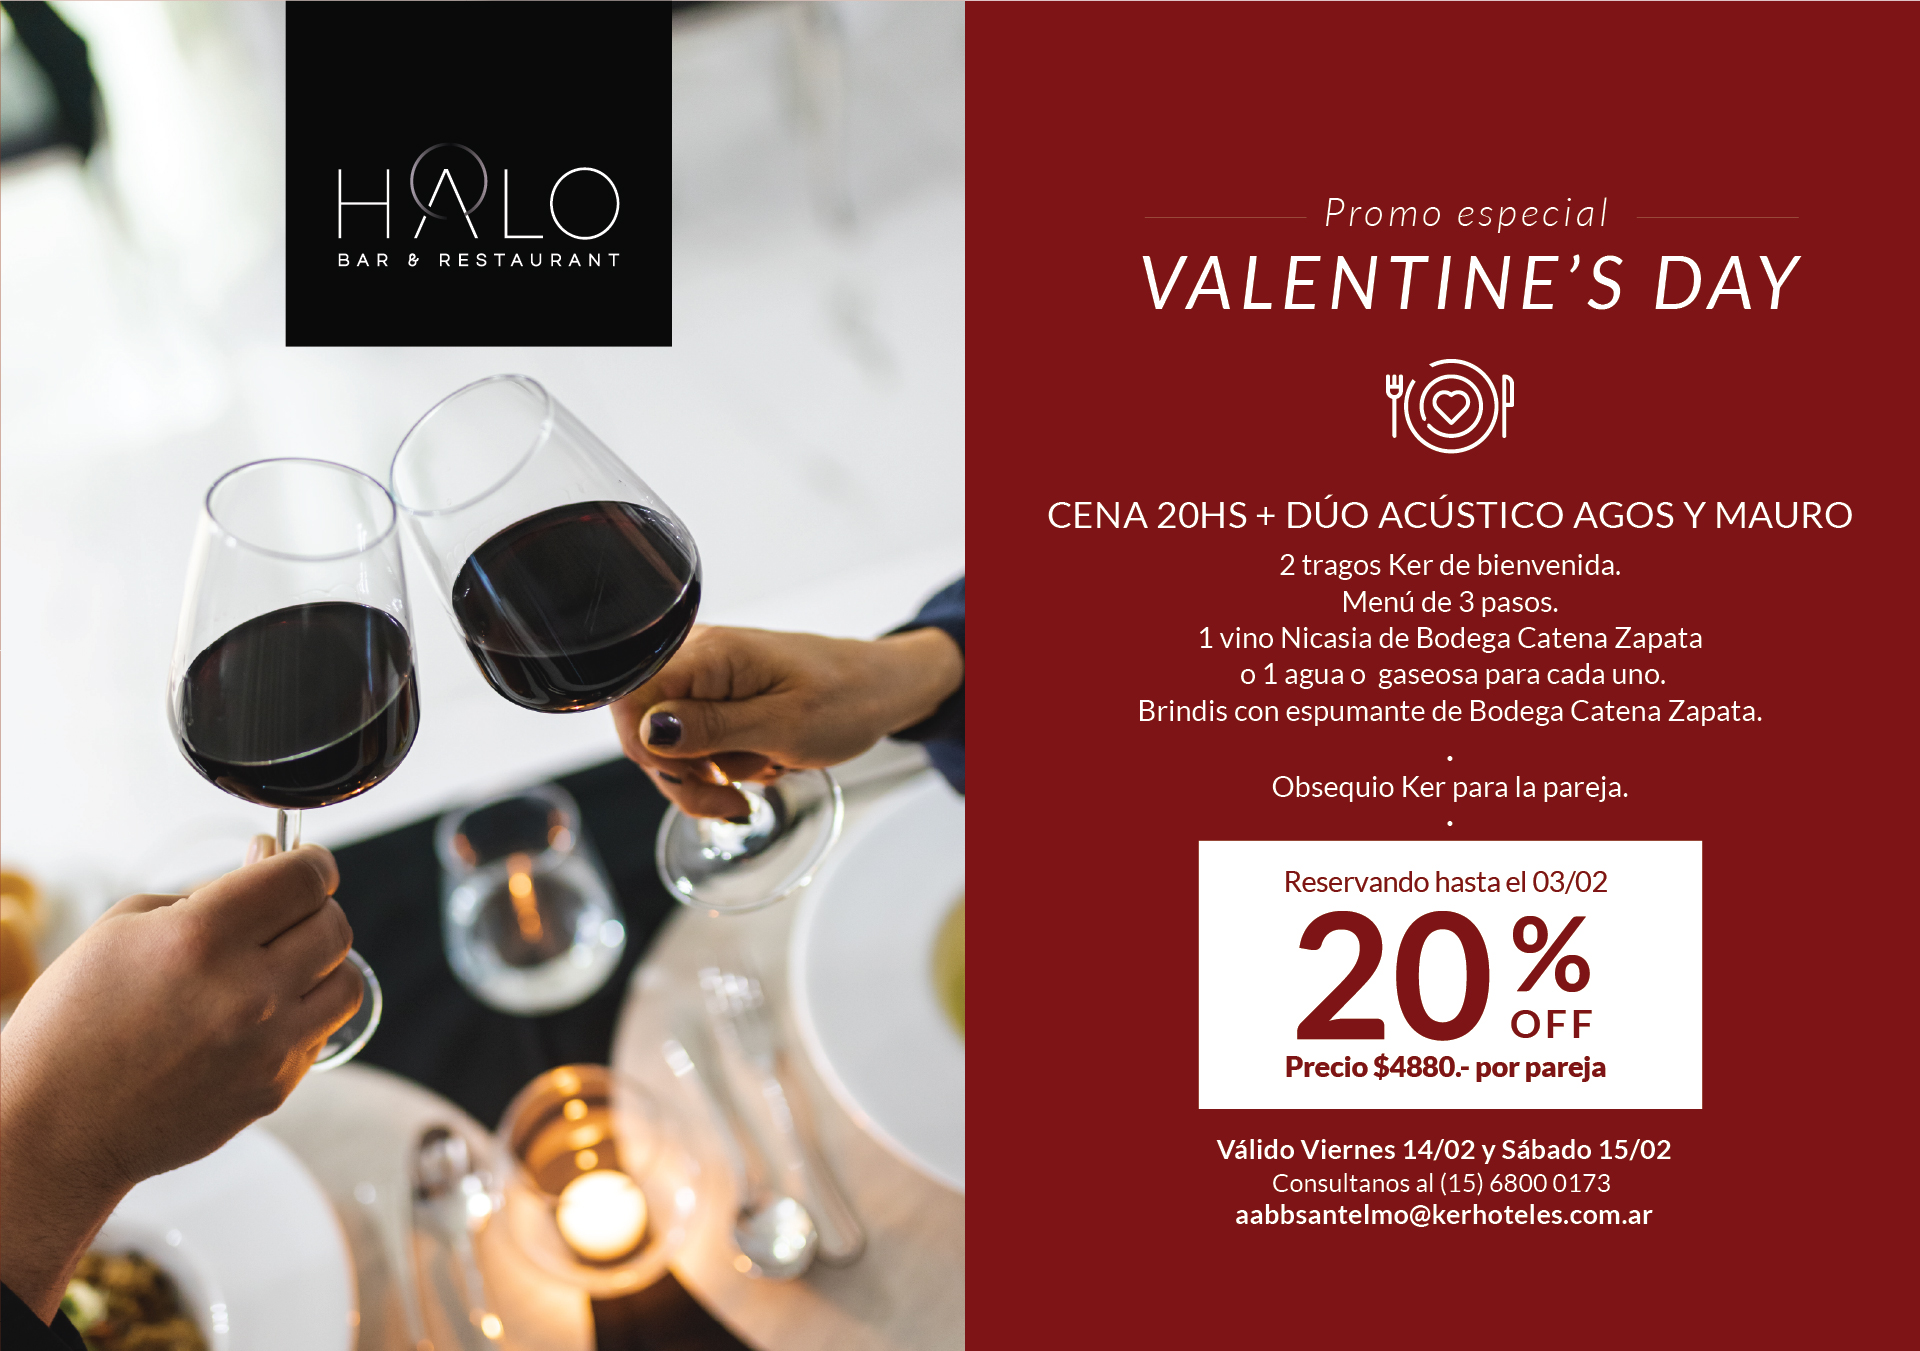 HALO
BAR & RESTAURANT
Promo especial
VALENTINE’S DAY
CENA 20HS + DÚO ACÚSTICO AGOS Y MAURO
2 tragos Ker de bienvenida.
Menú de 3 pasos.
1 vino Nicasia de Bodega Catena Zapata
o 1 agua o gaseosa para cada uno.
Brindis con espumante de Bodega Catena Zapata.
.
Obsequio Ker para la pareja.
.
Reservando hasta el 03/02
20%
OFF
Precio $4880.- por pareja
Válido Viernes 14/02 y Sábado 15/02
Consultanos al (15) 6800 0173
aabbsantelmo@kerhoteles.com.ar